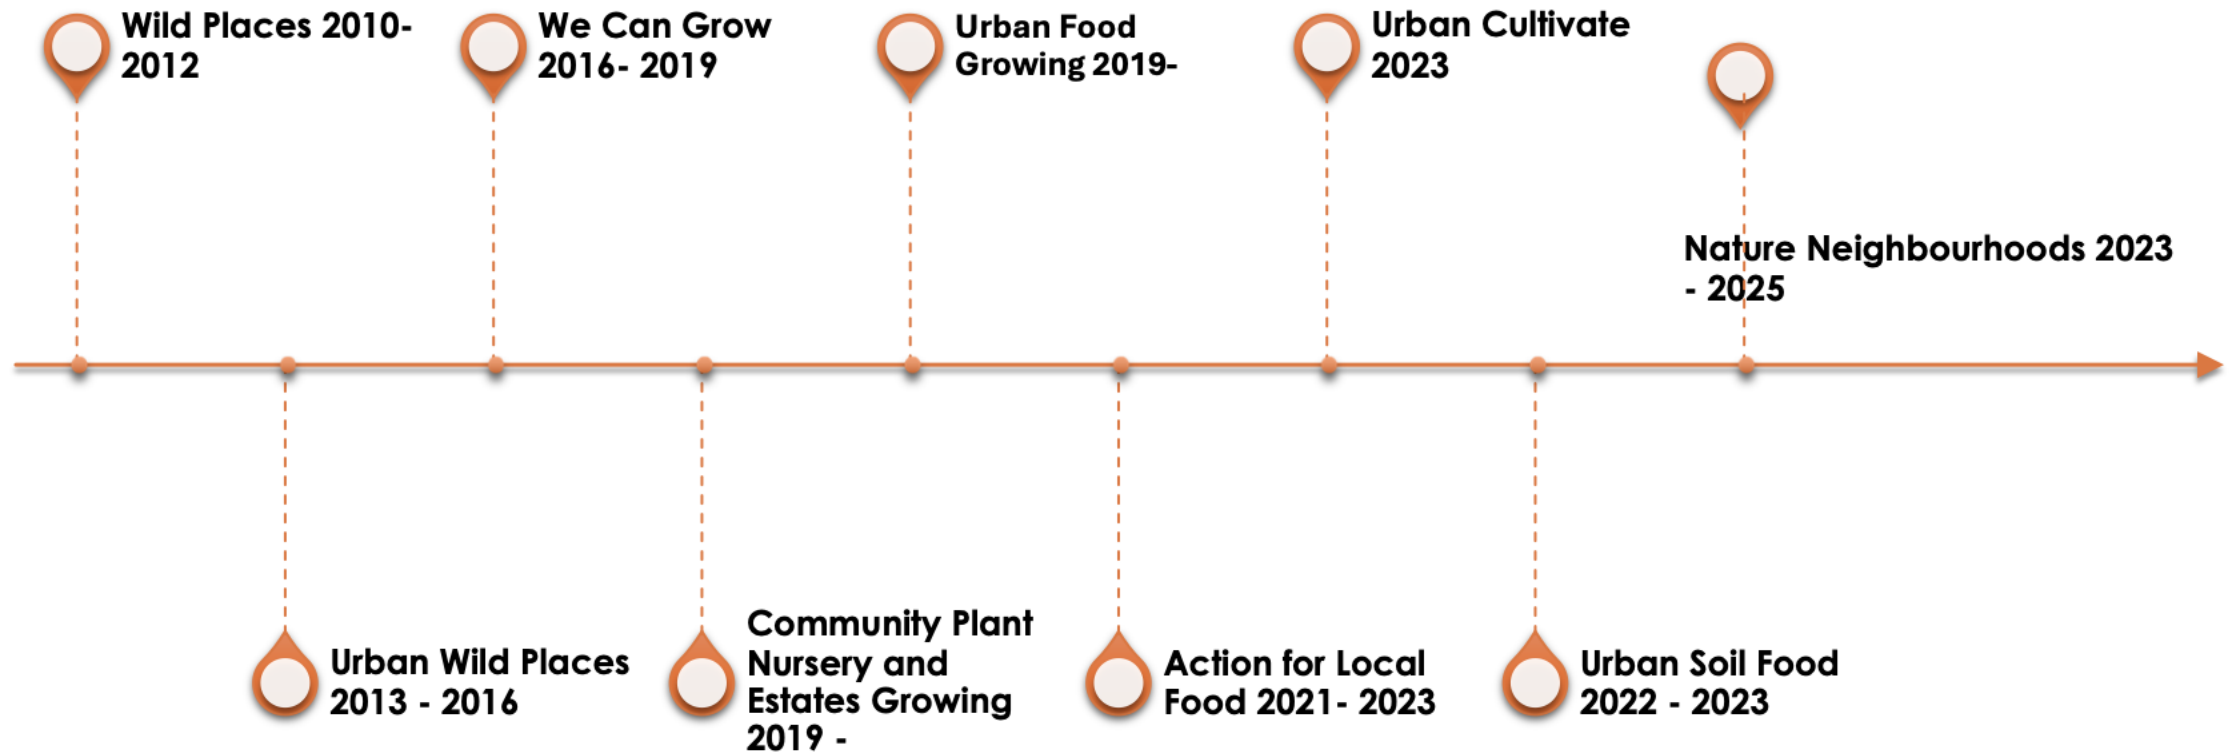 Wild Places 2010-
2012
We Can Grow
2016- 2019
Urban Food
Growing 2019-
Urban Cultivate
2023
Nature Neighbourhoods 2023
- 2025
Urban Wild Places
2013 - 2016
Community Plant
Nursery and
Estates Growing
2019 -
Action for Local
Food 2021- 2023
Urban Soil Food
2022 - 2023